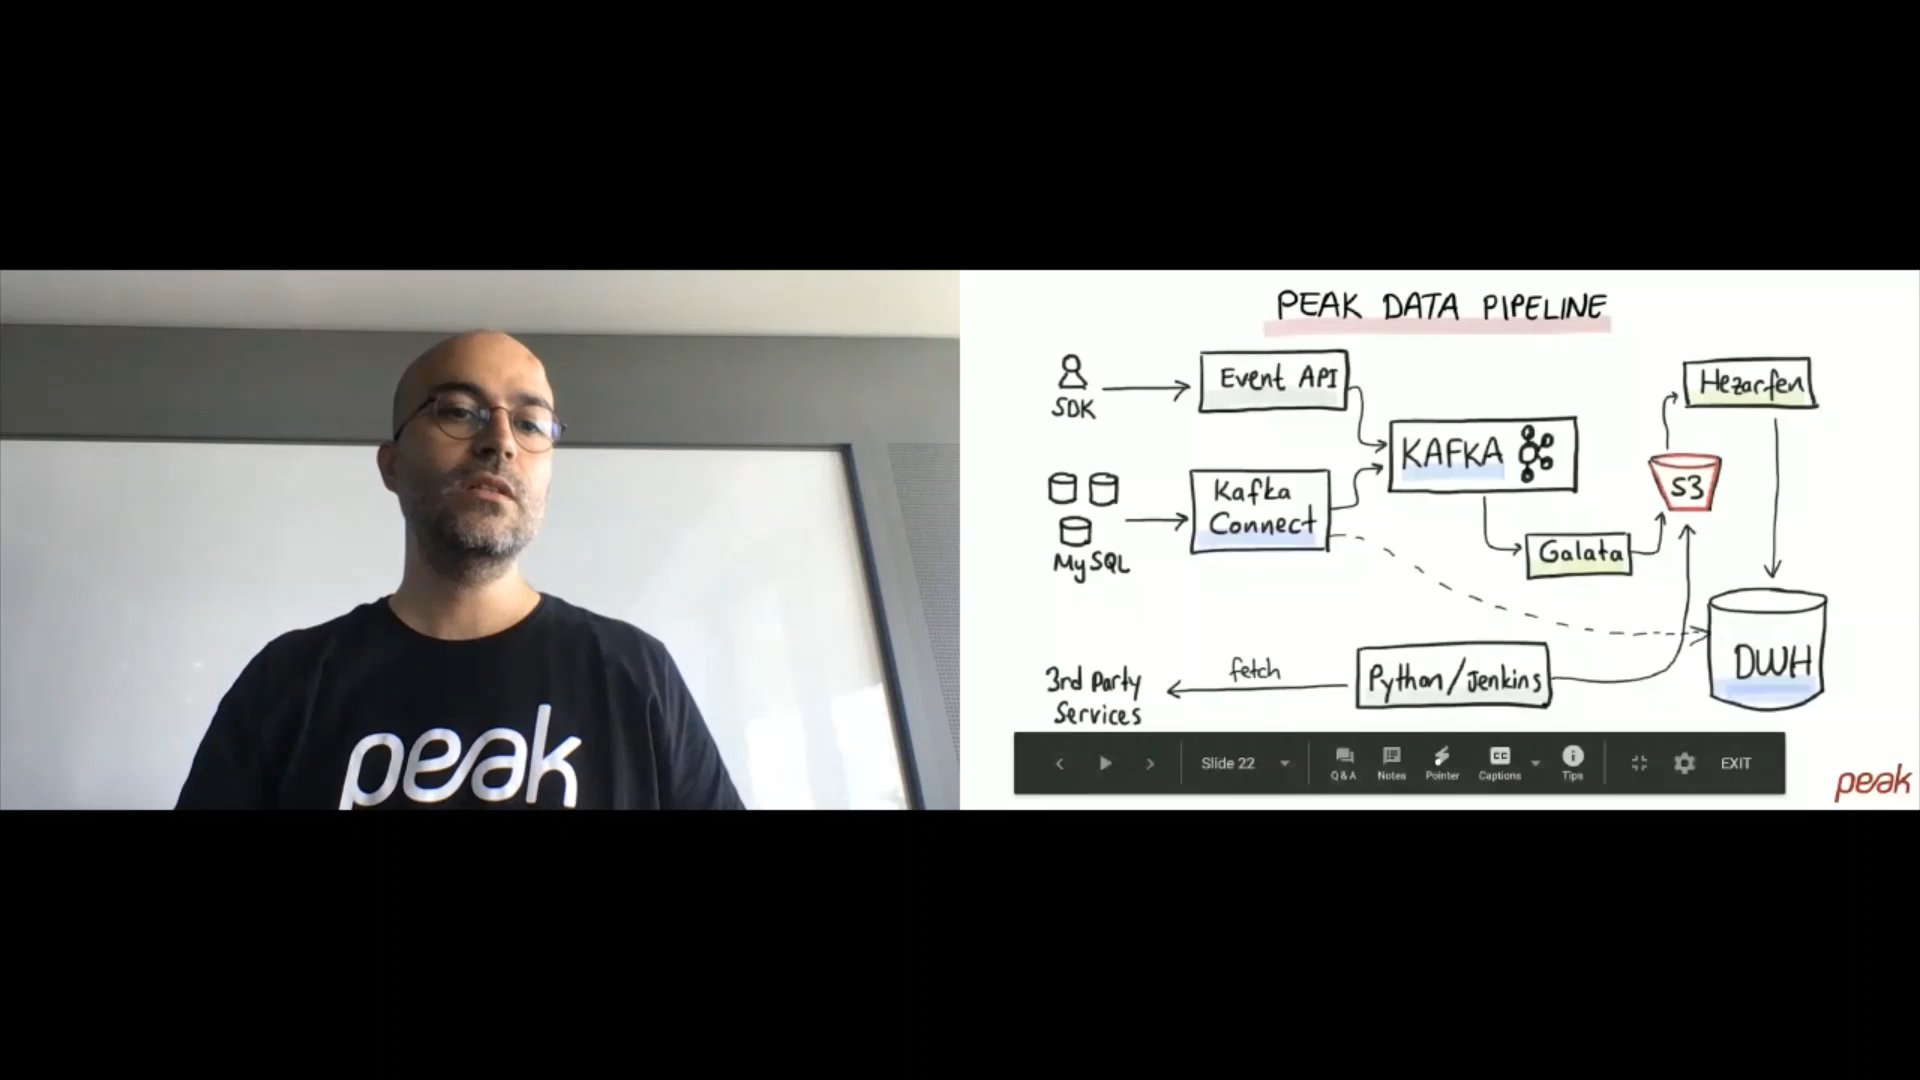 peak
PEAK DATA PIPELINE
SDK
Event API
Hezarfen
KAFKA
S3
MySQL
Kafka
Connect
Galata
DWH
3rd Party
Services
fetch
Python/Jenkins
Slide 22
Q&A
Notes
Pointer
CC
Captions
Tips
EXIT
peak